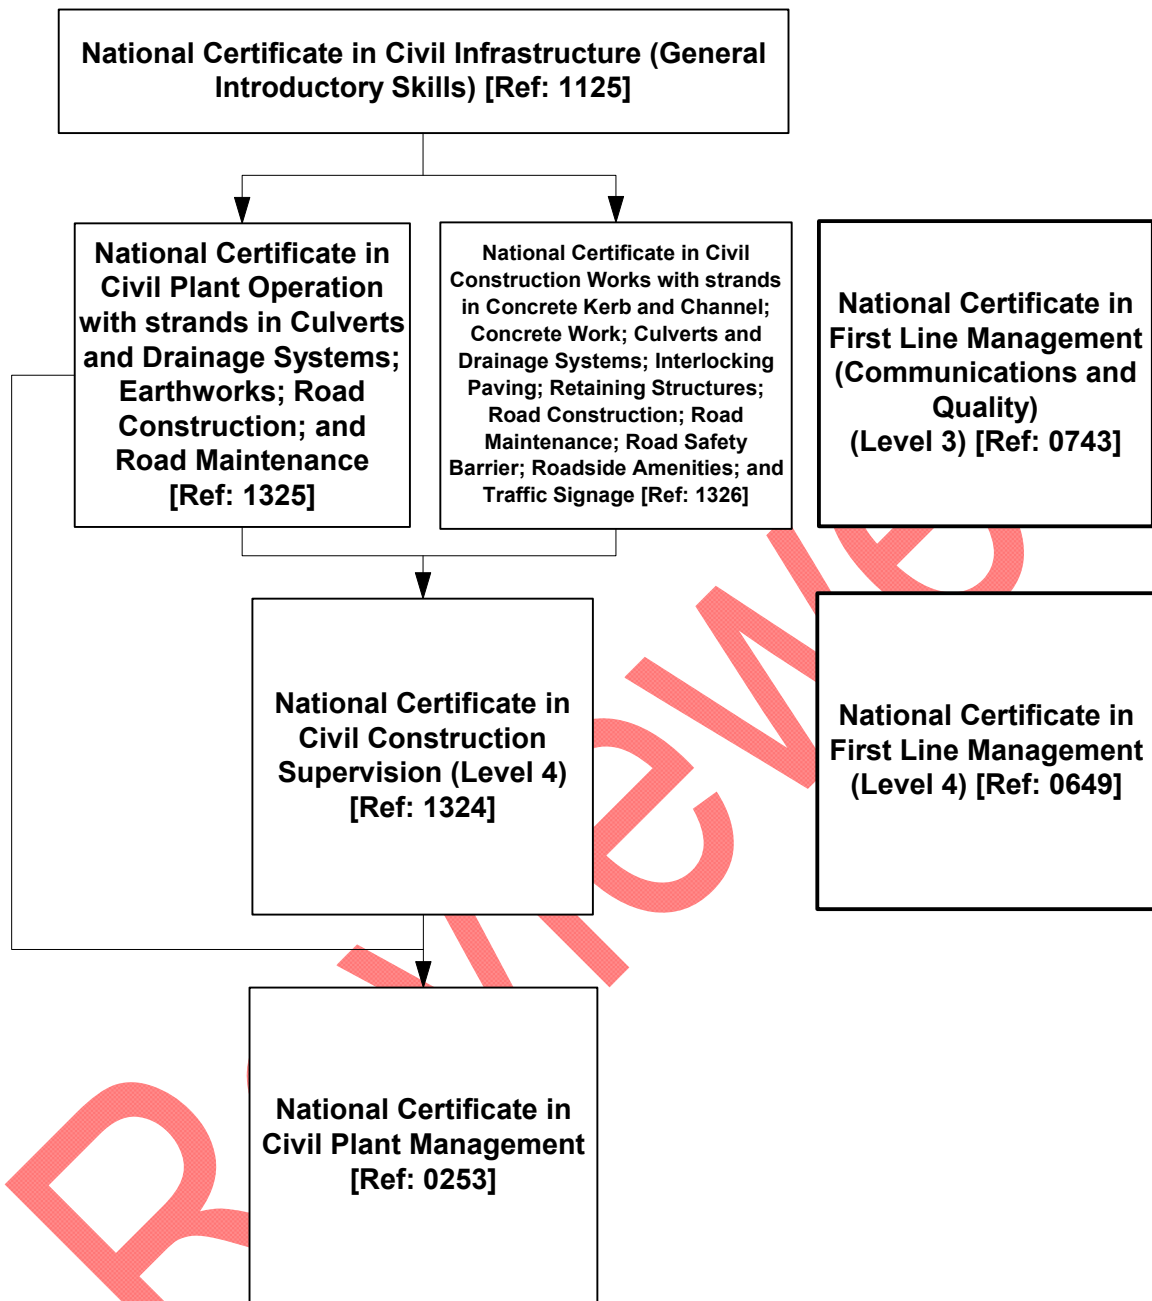 National Certificate in Civil Infrastructure (General
Introductory Skills) [Ref: 1125]
National Certificate in
Civil Plant Operation
with strands in Culverts
and Drainage Systems;
Earthworks; Road
Construction; and
Road Maintenance
[Ref: 1325]
National Certificate in Civil
Construction Works with strands
in Concrete Kerb and Channel;
Concrete Work; Culverts and
Drainage Systems; Interlocking
Paving; Retaining Structures;
Road Construction; Road
Maintenance; Road Safety
Barrier; Roadside Amenities; and
Traffic Signage [Ref: 1326]
National Certificate in
First Line Management
(Communications and
Quality)
(Level 3) [Ref: 0743]
National Certificate in
Civil Construction
Supervision (Level 4)
[Ref: 1324]
National Certificate in
First Line Management
(Level 4) [Ref: 0649]
National Certificate in
Civil Plant Management
[Ref: 0253]